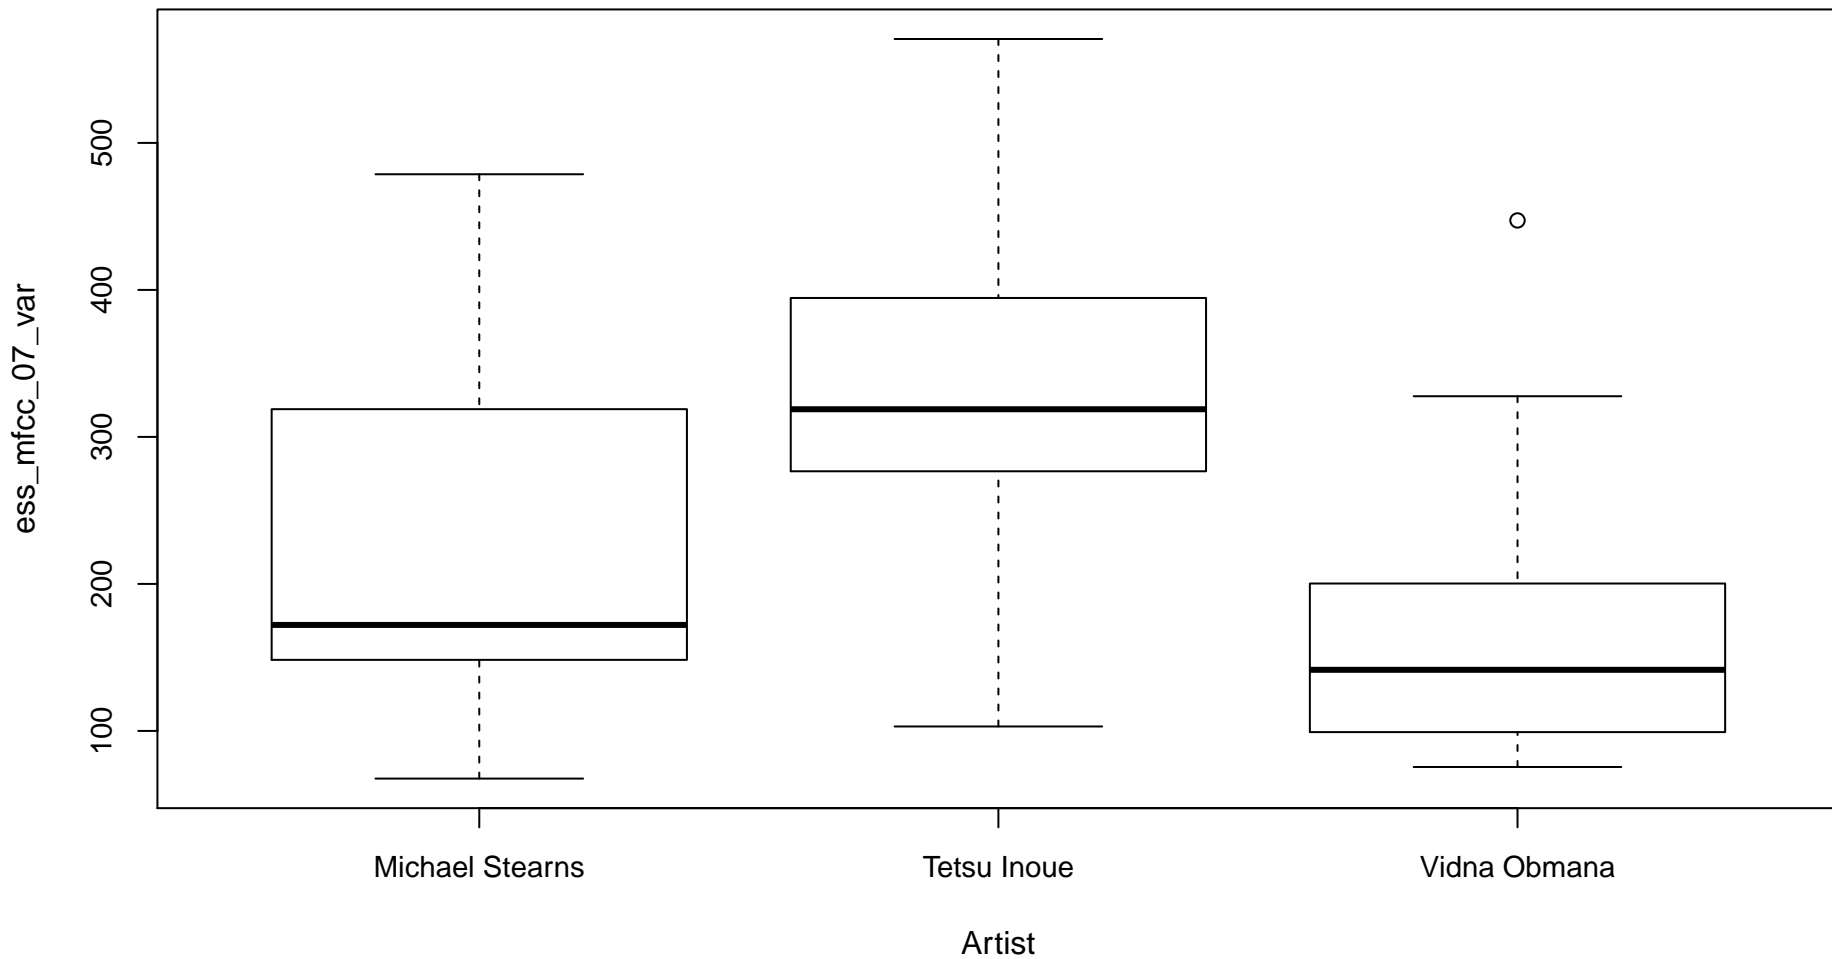 ess_mfcc_07_var
500
400
300
200
100
Michael Stearns
Tetsu Inoue
Vidna Obmana
Artist